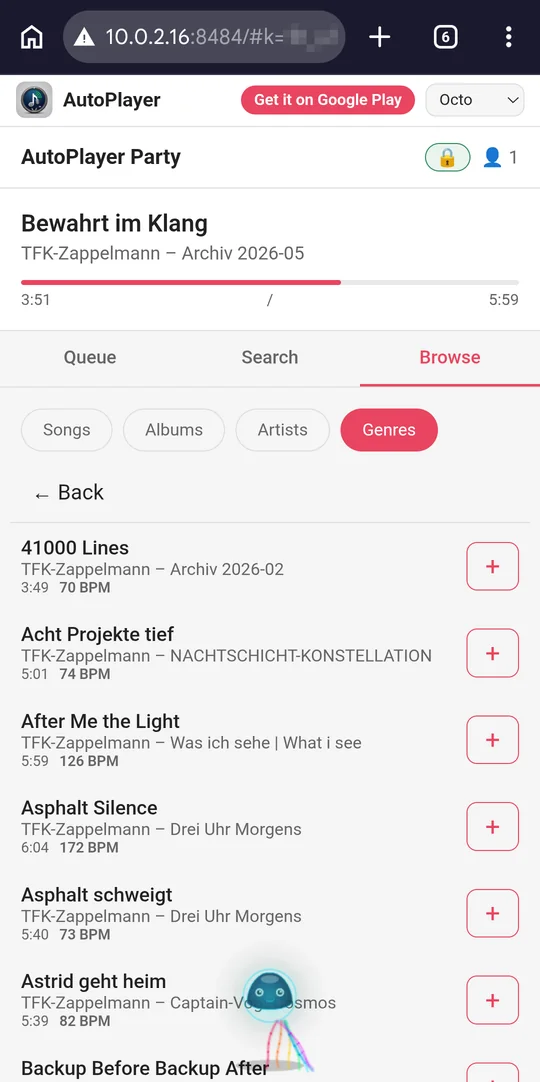 10.0.2.16:8484/#k=
6
AutoPlayer
Get it on Google Play
Octo
AutoPlayer Party
1
Bewahrt im Klang
TFK-Zappelmann – Archiv 2026-05
3:51 / 5:59
Queue Search Browse
Songs Albums Artists Genres
← Back
41000 Lines
TFK-Zappelmann – Archiv 2026-02
3:49 70 BPM
+
Acht Projekte tief
TFK-Zappelmann – NACHTSCHICHT-KONSTELLATION
5:01 74 BPM
+
After Me the Light
TFK-Zappelmann – Was ich sehe | What i see
5:59 126 BPM
+
Asphalt Silence
TFK-Zappelmann – Drei Uhr Morgens
6:04 172 BPM
+
Asphalt schweigt
TFK-Zappelmann – Drei Uhr Morgens
5:40 73 BPM
+
Astrid geht heim
TFK-Zappelmann –
5:39 82 BPM
+
Backup Before Backup After
+